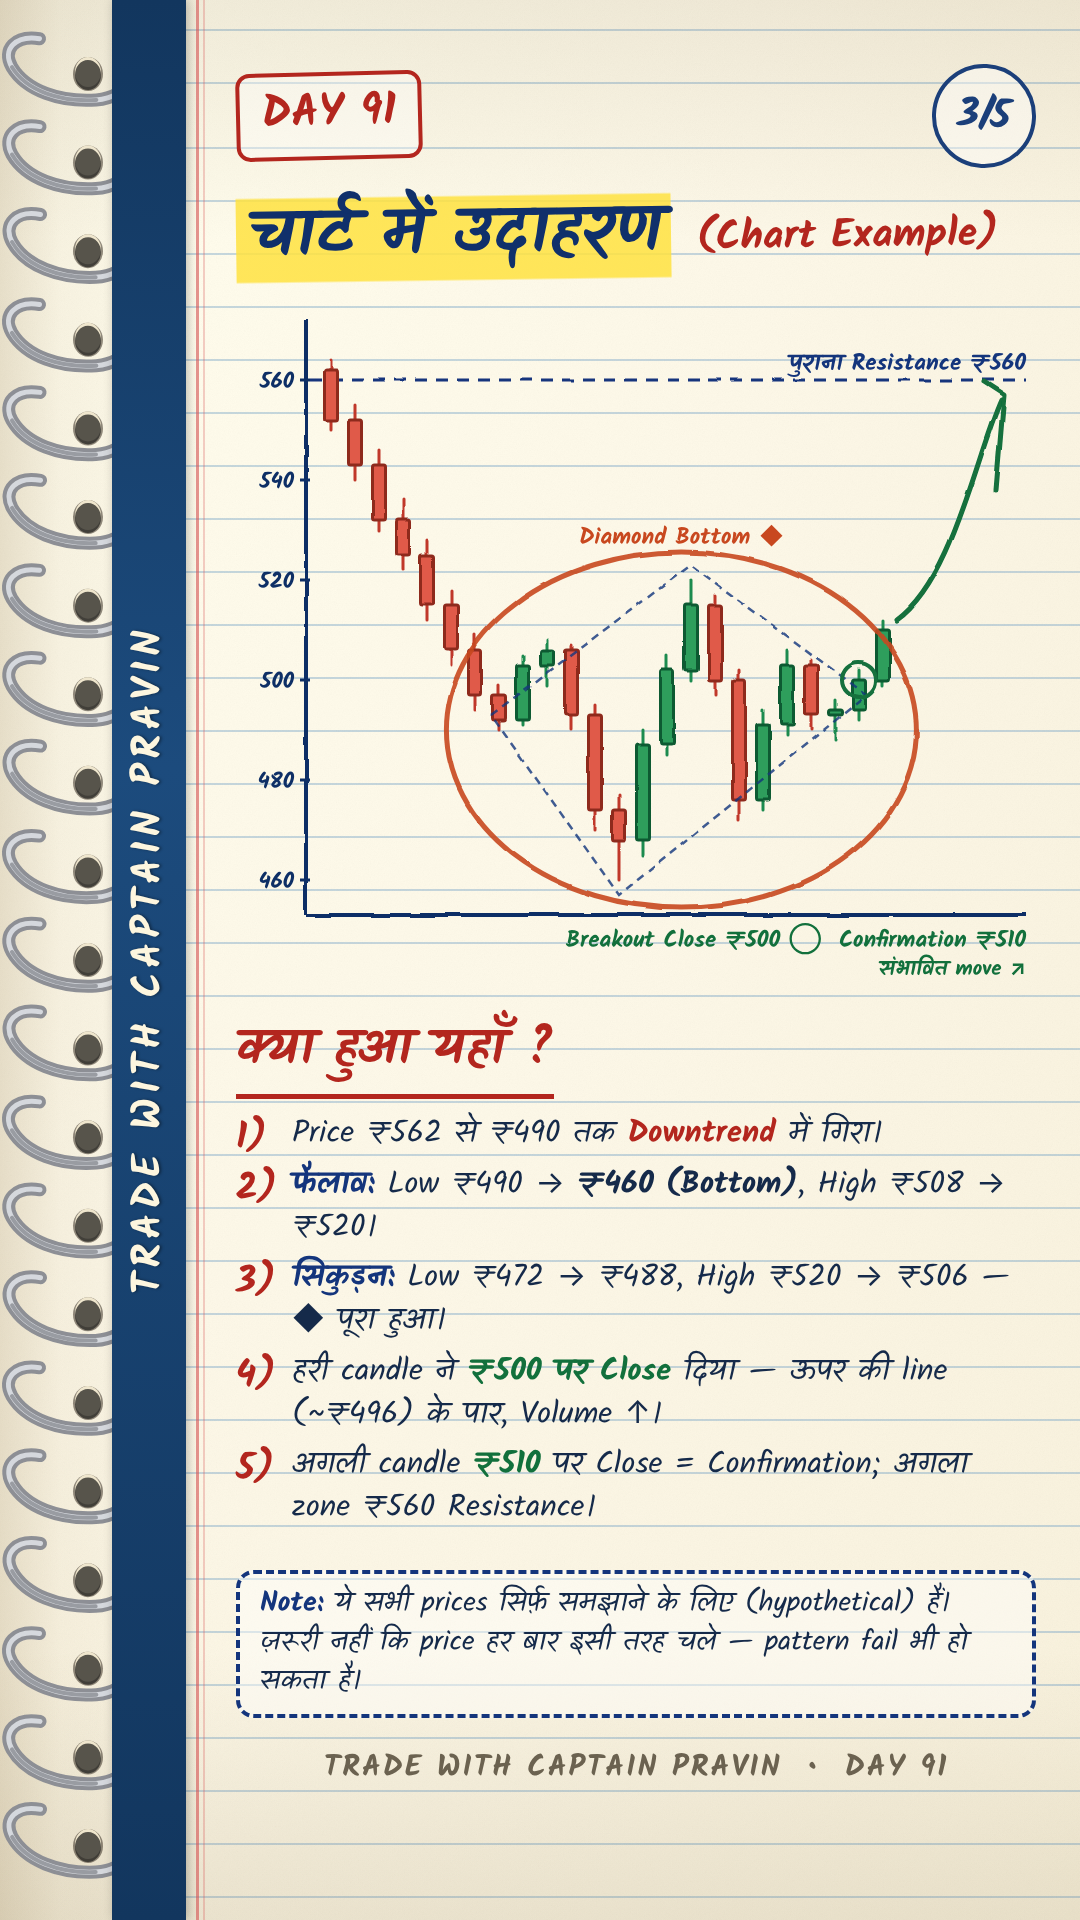 DAY 91
3/5
चार्ट में उदाहरण (Chart Example)
पुराना Resistance ₹560
560
540
Diamond Bottom ◆
520
500
480
460
Breakout Close ₹500 ◯ Confirmation ₹510
संभावित move ↗
क्या हुआ यहाँ ?
1) Price ₹562 से ₹490 तक Downtrend में गिरा।
2) फैलाव: Low ₹490 → ₹460 (Bottom), High ₹508 →
₹520।
3) सिकुड़न: Low ₹472 → ₹488, High ₹520 → ₹506 —
◆ पूरा हुआ।
4) हरी candle ने ₹500 पर Close दिया — ऊपर की line
(~₹496) के पार, Volume ↑।
5) अगली candle ₹510 पर Close = Confirmation; अगला
zone ₹560 Resistance।
Note: ये सभी prices सिर्फ़ समझाने के लिए (hypothetical) हैं।
ज़रूरी नहीं कि price हर बार इसी तरह चले — pattern fail भी हो
सकता है।
TRADE WITH CAPTAIN PRAVIN • DAY 91
TRADE WITH CAPTAIN PRAVIN